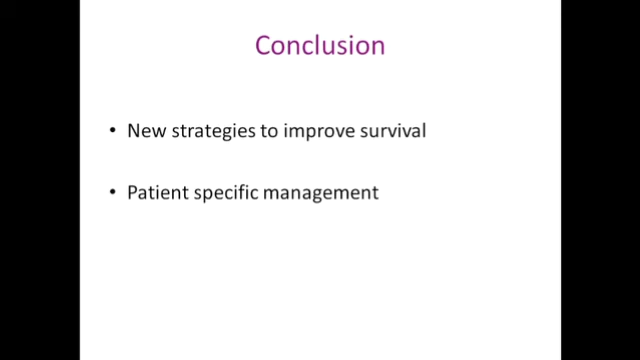 Conclusion
• New strategies to improve survival
• Patient specific management